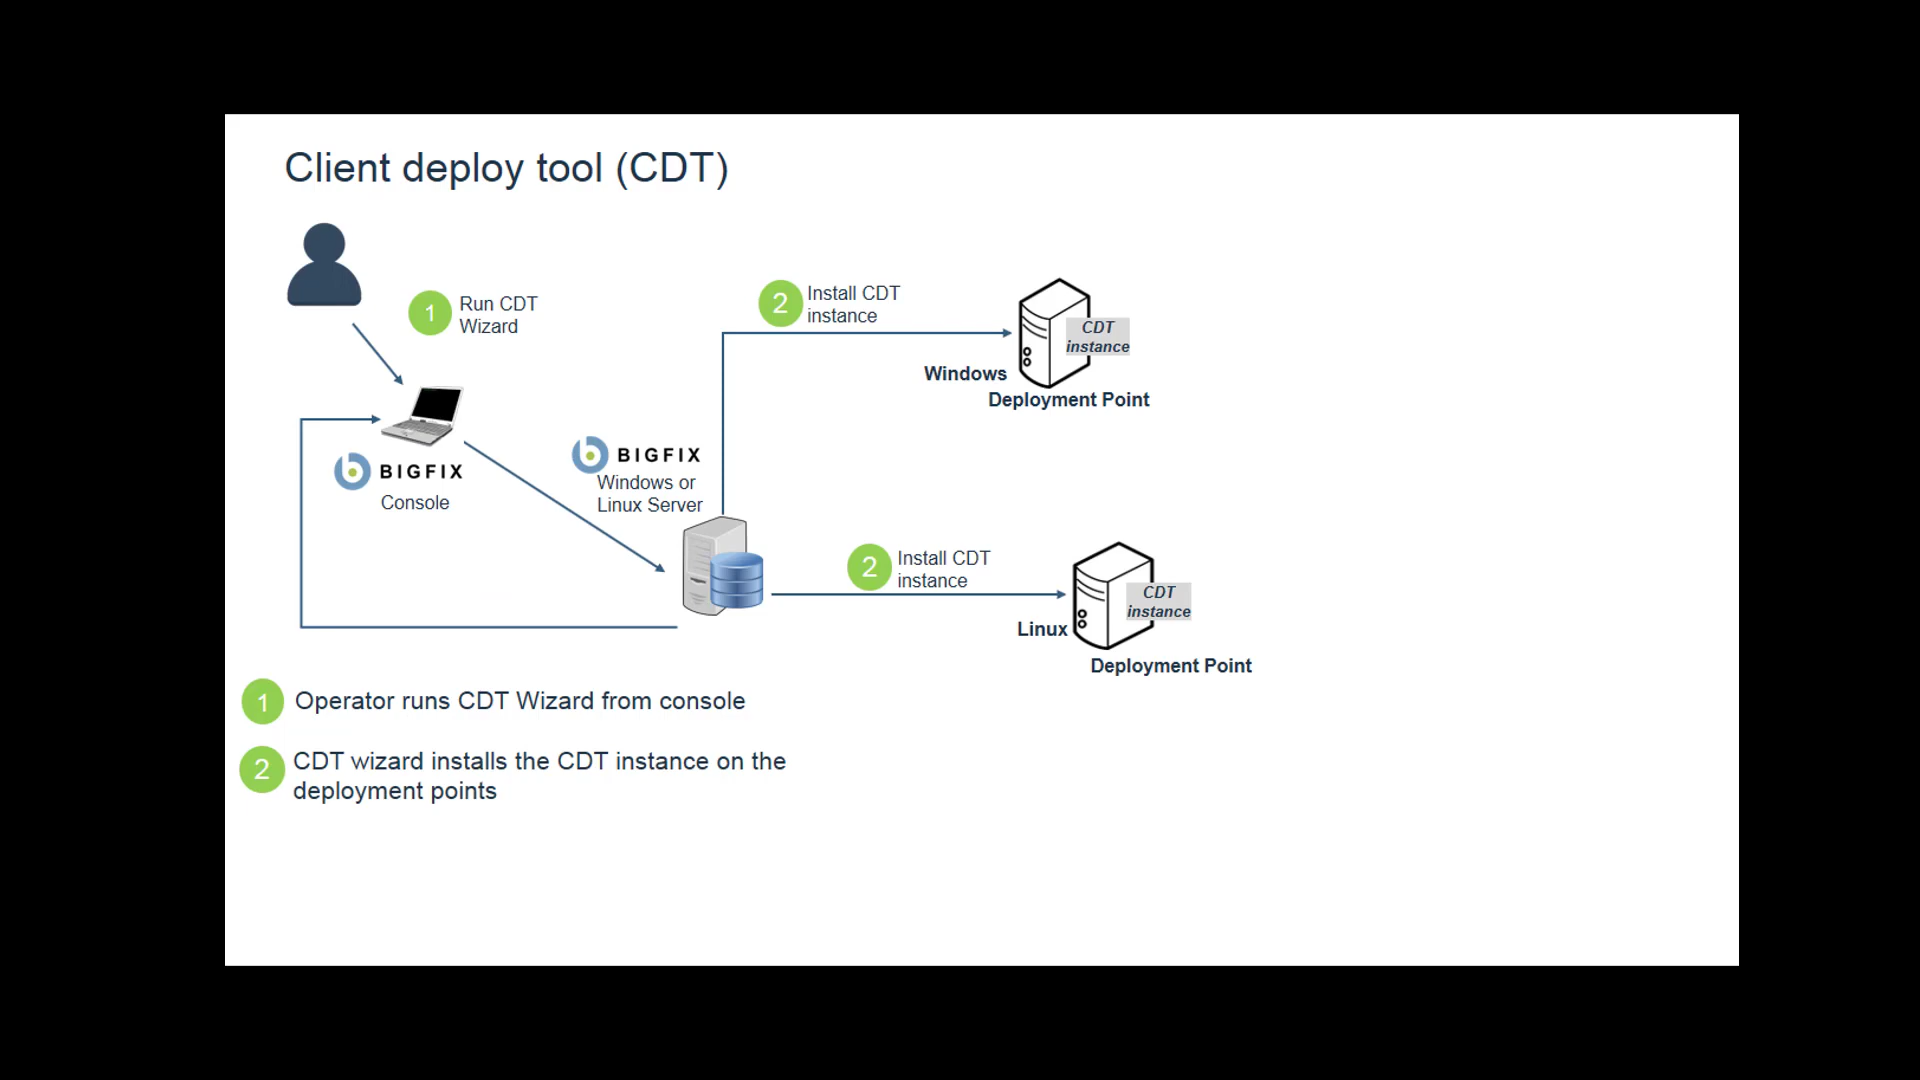 Client deploy tool (CDT)
1
Run CDT
Wizard
2
Install CDT
instance
CDT
instance
Windows
Deployment Point
BIGFIX
Console
BIGFIX
Windows or
Linux Server
2
Install CDT
instance
CDT
instance
Linux
Deployment Point
1
Operator runs CDT Wizard from console
2
CDT wizard installs the CDT instance on the
deployment points